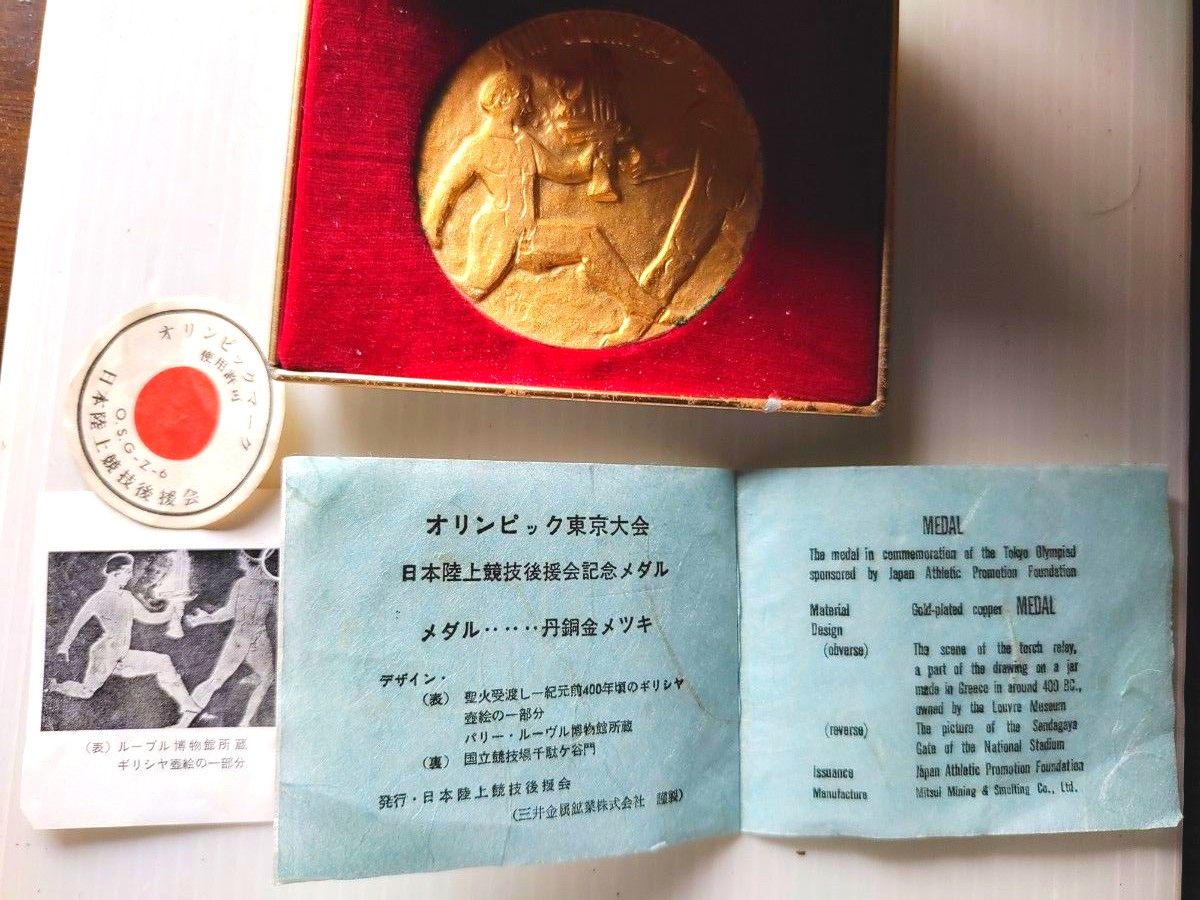 XVIII OLIMPIAD
オリンピックマーク
使用許可
O.S.G-Z-6
日本陸上競技後援会
(表) ルーブル博物館所蔵
ギリシヤ壺絵の一部分
オリンピック東京大会
日本陸上競技後援会記念メダル
メダル‥‥丹銅金メツキ
デザイン・
(表) 聖火受渡し―紀元前400年頃のギリシヤ
壺絵の一部分
パリー・ルーヴル博物館所蔵
(裏) 国立競技場千駄ケ谷門
発行・日本陸上競技後援会
(三井金属鉱業株式会社 謹製)
MEDAL
The medal in commemoration of the Tokyo Olympiad
sponsored by Japan Athletic Promotion Foundation
Material Gold-plated copper MEDAL
Design
(obverse) The scene of the torch relay,
a part of the drawing on a jar
made in Greece in around 400 BC.,
owned by the Louvre Museum
(reverse) The picture of the Sendagaya
Gate of the National Stadium
Issuance Japan Athletic Promotion Foundation
Manufacture Mitsui Mining & Smelting Co., Ltd.